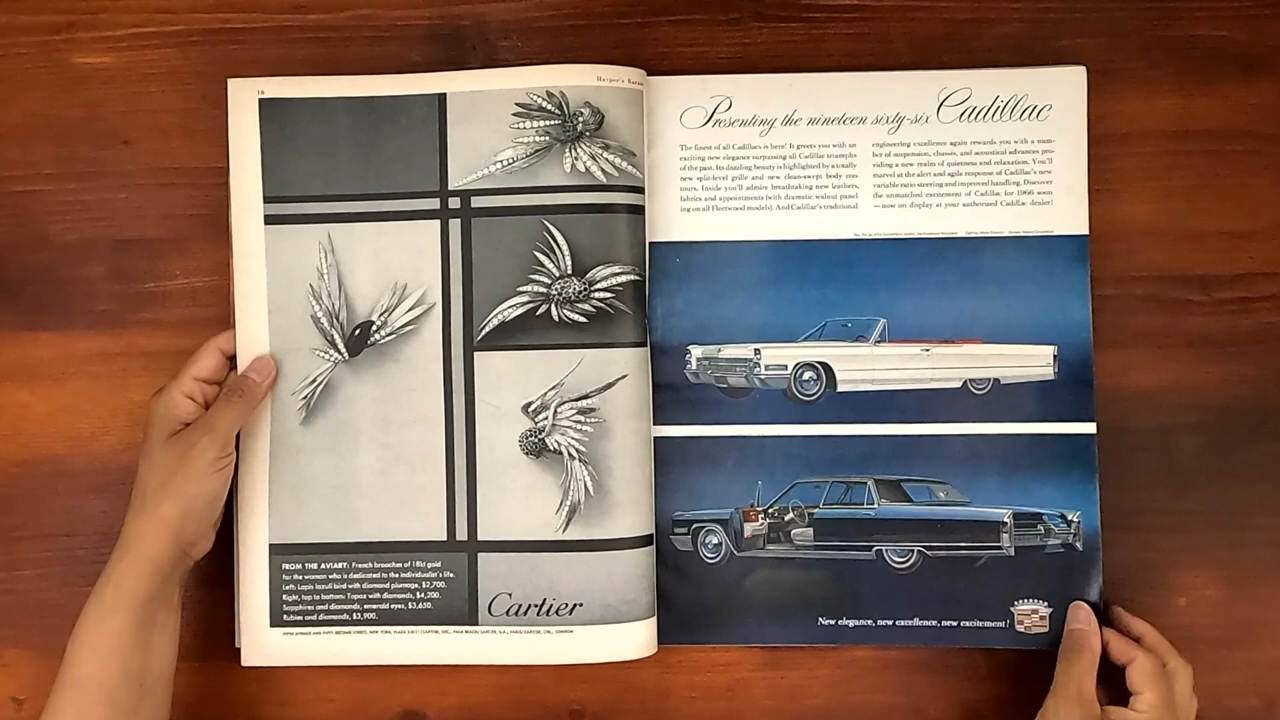 16
Harper's Bazaar
FROM THE AVIARY: French brooches of 18kt gold
for the woman who is dedicated to the individualist's life.
Left: Lapis lazuli bird with diamond plumage, $2,700.
Right, top to bottom: Topaz with diamonds, $4,200.
Sapphires and diamonds, emerald eyes, $3,650.
Rubies and diamonds, $3,900.
Cartier
FIFTH AVENUE AND FIFTY-SECOND STREET, NEW YORK, PLAZA
Presenting the nineteen sixty-six Cadillac
The finest of all Cadillacs is here! It greets you with an
exciting new elegance surpassing all Cadillac triumphs
of the past. Its dazzling beauty is highlighted by a totally
new split-level grille and new clean-swept body con-
tours. Inside you'll admire breathtaking new leathers,
fabrics and appointments (with dramatic walnut panel-
ing on all Fleetwood models). And Cadillac's traditional
engineering excellence again rewards you with a num-
ber of suspension, chassis, and acoustical advances pro-
viding a new realm of quietness and relaxation. You'll
marvel at the alert and agile response of Cadillac's new
variable ratio steering and improved handling. Discover
the unmatched excitement of Cadillac for 1966 soon
—now on display at your authorized Cadillac dealer!
New elegance, new excellence, new excitement!